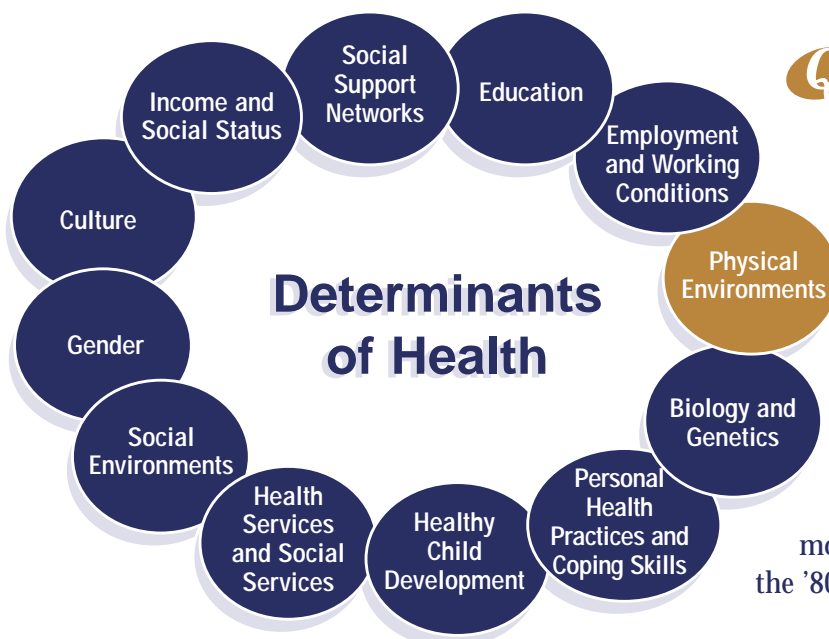 Social
Support
Networks
Education
Income and
Social Status
Employment
and Working
Conditions
Culture
Physical
Environments
Determinants
of Health
Gender
Biology and
Genetics
Social
Environments
Personal
Health
Practices and
Coping Skills
Health
Services
and Social
Services
Healthy
Child
Development
the ’80